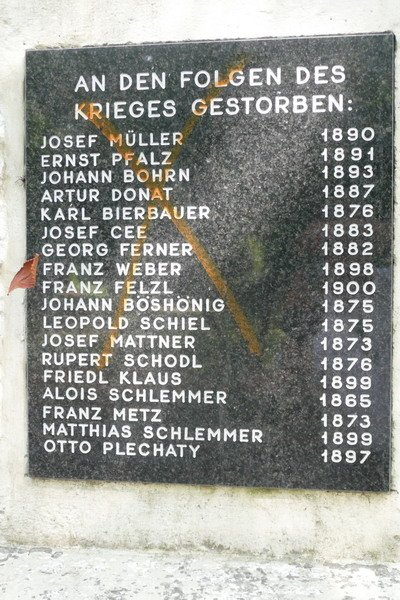 AN DEN FOLGEN DES
KRIEGES GESTORBEN:
JOSEF MÜLLER 1890
ERNST PFALZ 1891
JOHANN BOHRN 1893
ARTUR DONAT 1887
KARL BIERBAUER 1876
JOSEF CEE 1883
GEORG FERNER 1882
FRANZ WEBER 1898
FRANZ FELZL 1900
JOHANN BÖSHÖNIG 1875
LEOPOLD SCHIEL 1875
JOSEF MATTNER 1873
RUPERT SCHODL 1876
FRIEDL KLAUS 1899
ALOIS SCHLEMMER 1865
FRANZ METZ 1873
MATTHIAS SCHLEMMER 1899
OTTO PLECHATY 1897